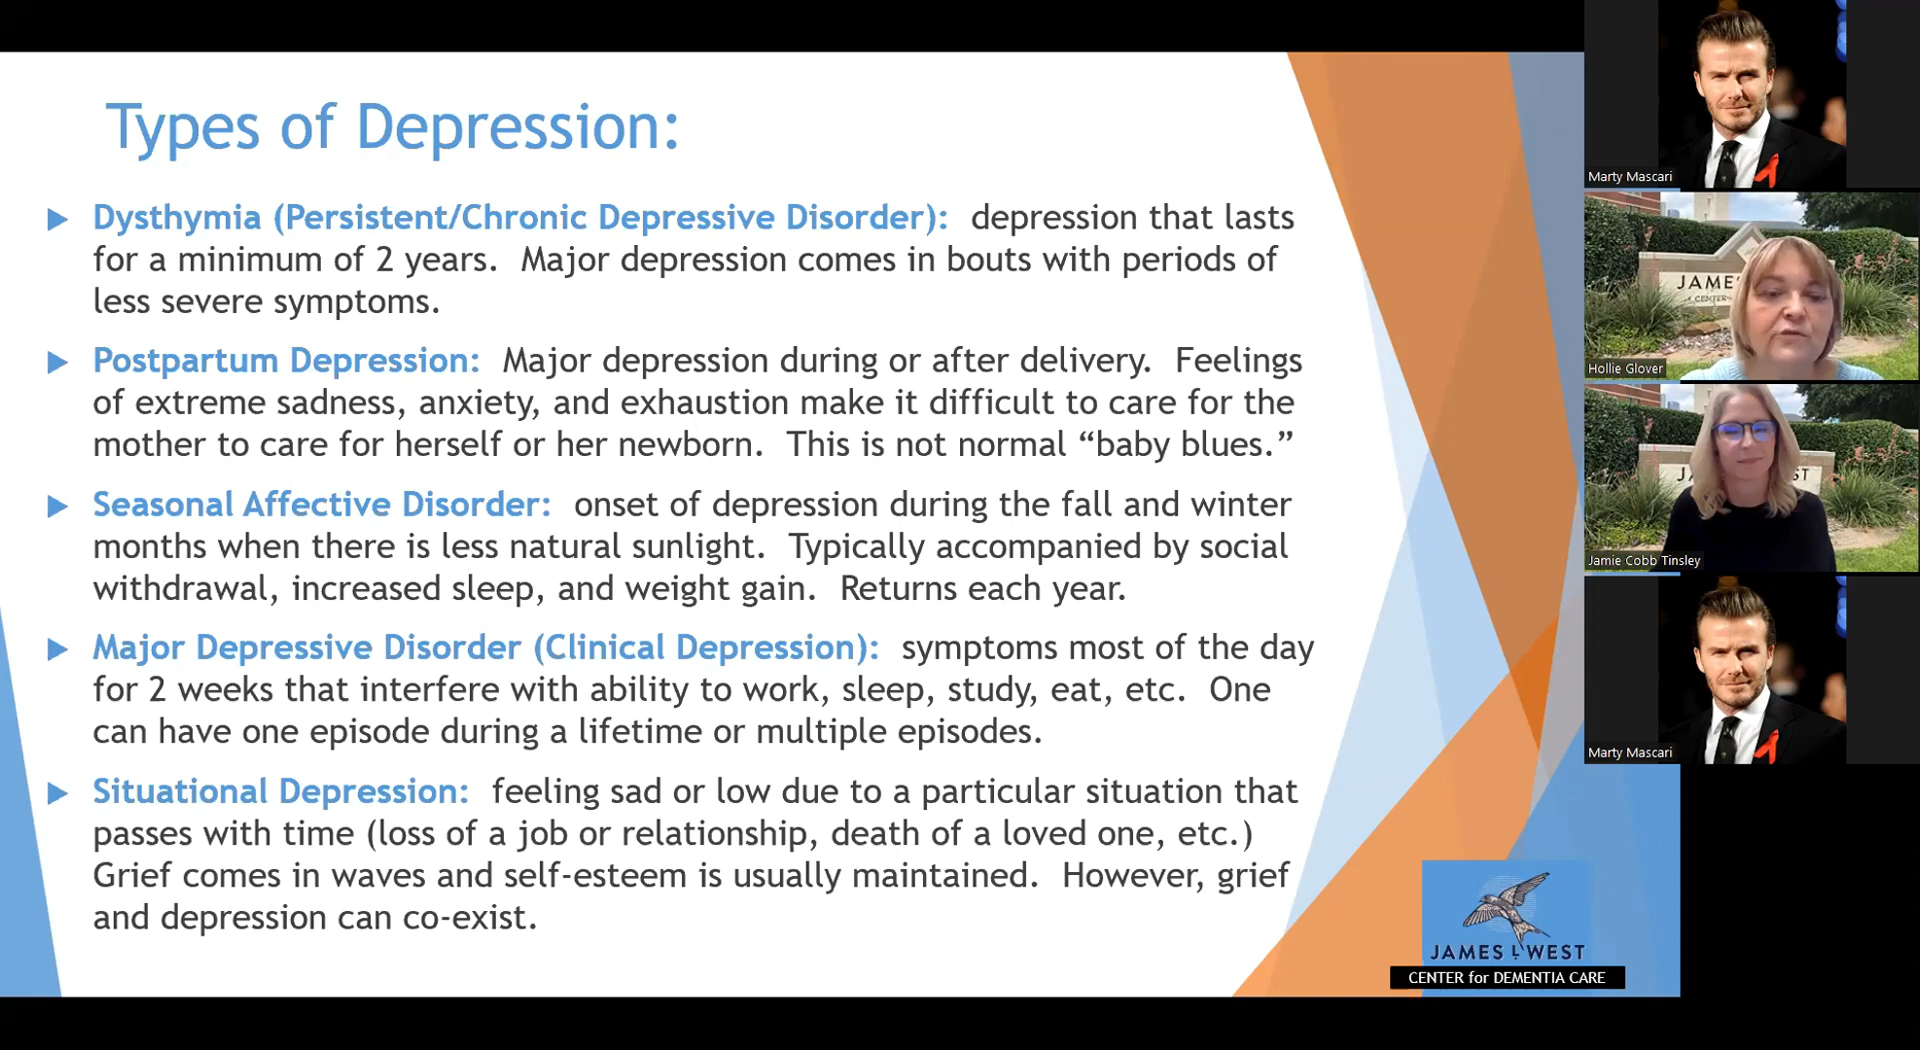 Types of Depression:
Dysthymia (Persistent/Chronic Depressive Disorder): depression that lasts
for a minimum of 2 years. Major depression comes in bouts with periods of
less severe symptoms.
Postpartum Depression: Major depression during or after delivery. Feelings
of extreme sadness, anxiety, and exhaustion make it difficult to care for the
mother to care for herself or her newborn. This is not normal “baby blues.”
Seasonal Affective Disorder: onset of depression during the fall and winter
months when there is less natural sunlight. Typically accompanied by social
withdrawal, increased sleep, and weight gain. Returns each year.
Major Depressive Disorder (Clinical Depression): symptoms most of the day
for 2 weeks that interfere with ability to work, sleep, study, eat, etc. One
can have one episode during a lifetime or multiple episodes.
Situational Depression: feeling sad or low due to a particular situation that
passes with time (loss of a job or relationship, death of a loved one, etc.)
Grief comes in waves and self-esteem is usually maintained. However, grief
and depression can co-exist.
JAMES L WEST
CENTER for DEMENTIA CARE
Marty Mascari
JAMES
CENTER
Hollie Glover
JA
ST
Jamie Cobb Tinsley
Marty Mascari